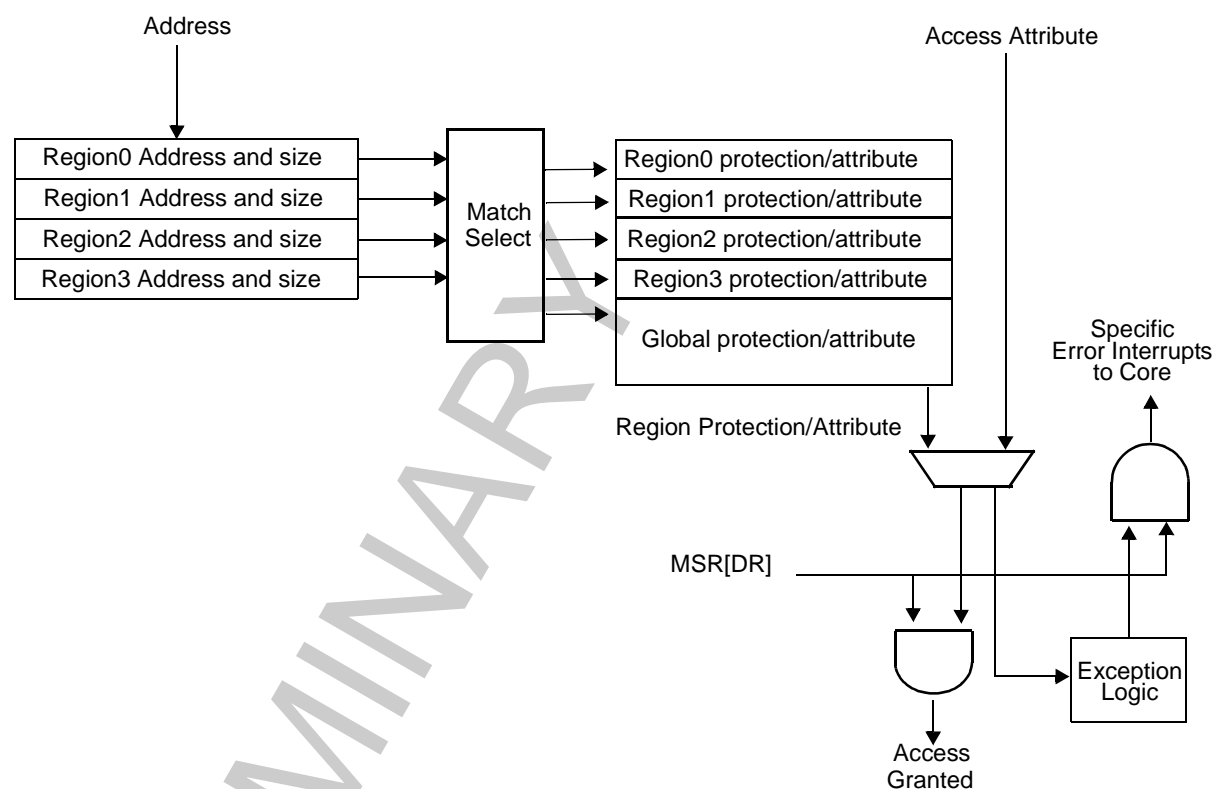 Address
Access Attribute
Region0 Address and size
Region1 Address and size
Region2 Address and size
Region3 Address and size
Match
Select
Region0 protection/attribute
Region1 protection/attribute
Region2 protection/attribute
Region3 protection/attribute
Global protection/attribute
Specific
Error Interrupts
to Core
Region Protection/Attribute
MSR[DR]
Exception
Logic
Access
Granted
MINARY